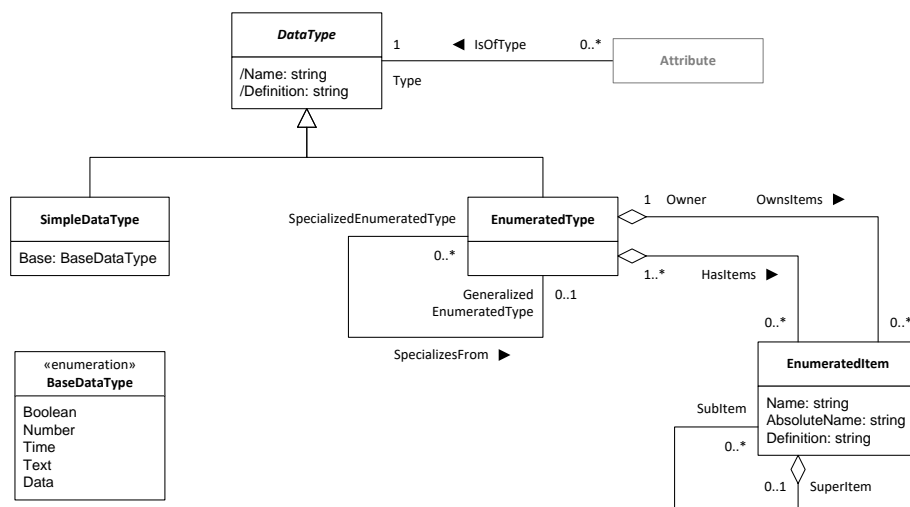 DataType
/Name: string
/Definition: string
1
◄ IsOfType
0..*
Type
Attribute
SimpleDataType
Base: BaseDataType
SpecializedEnumeratedType
0..*
EnumeratedType
1
Owner
OwnsItems ►
1..*
HasItems ►
Generalized
EnumeratedType
0..1
SpecializesFrom ►
0..*
0..*
«enumeration»
BaseDataType
Boolean
Number
Time
Text
Data
EnumeratedItem
Name: string
AbsoluteName: string
Definition: string
SubItem
0..*
0..1
SuperItem